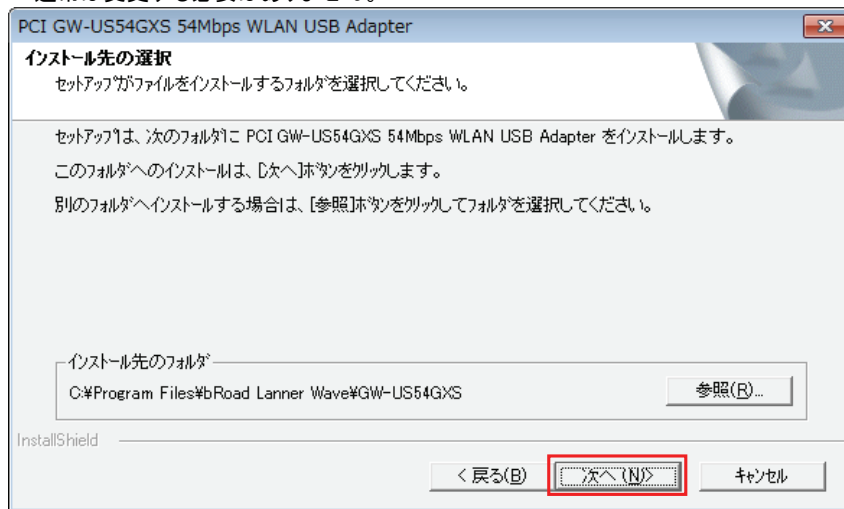 PCI GW-US54GXS 54Mbps WLAN USB Adapter
インストール先の選択
セットアップがファイルをインストールするフォルダを選択してください。
セットアップは、次のフォルダに PCI GW-US54GXS 54Mbps WLAN USB Adapter をインストールします。
このフォルダへのインストールは、[次へ]ボタンをクリックします。
別のフォルダへインストールする場合は、[参照]ボタンをクリックしてフォルダを選択してください。
インストール先のフォルダ
C:¥Program Files¥bRoad Lanner Wave¥GW-US54GXS
参照(R)...
InstallShield
< 戻る(B)
次へ(N)>
キャンセル